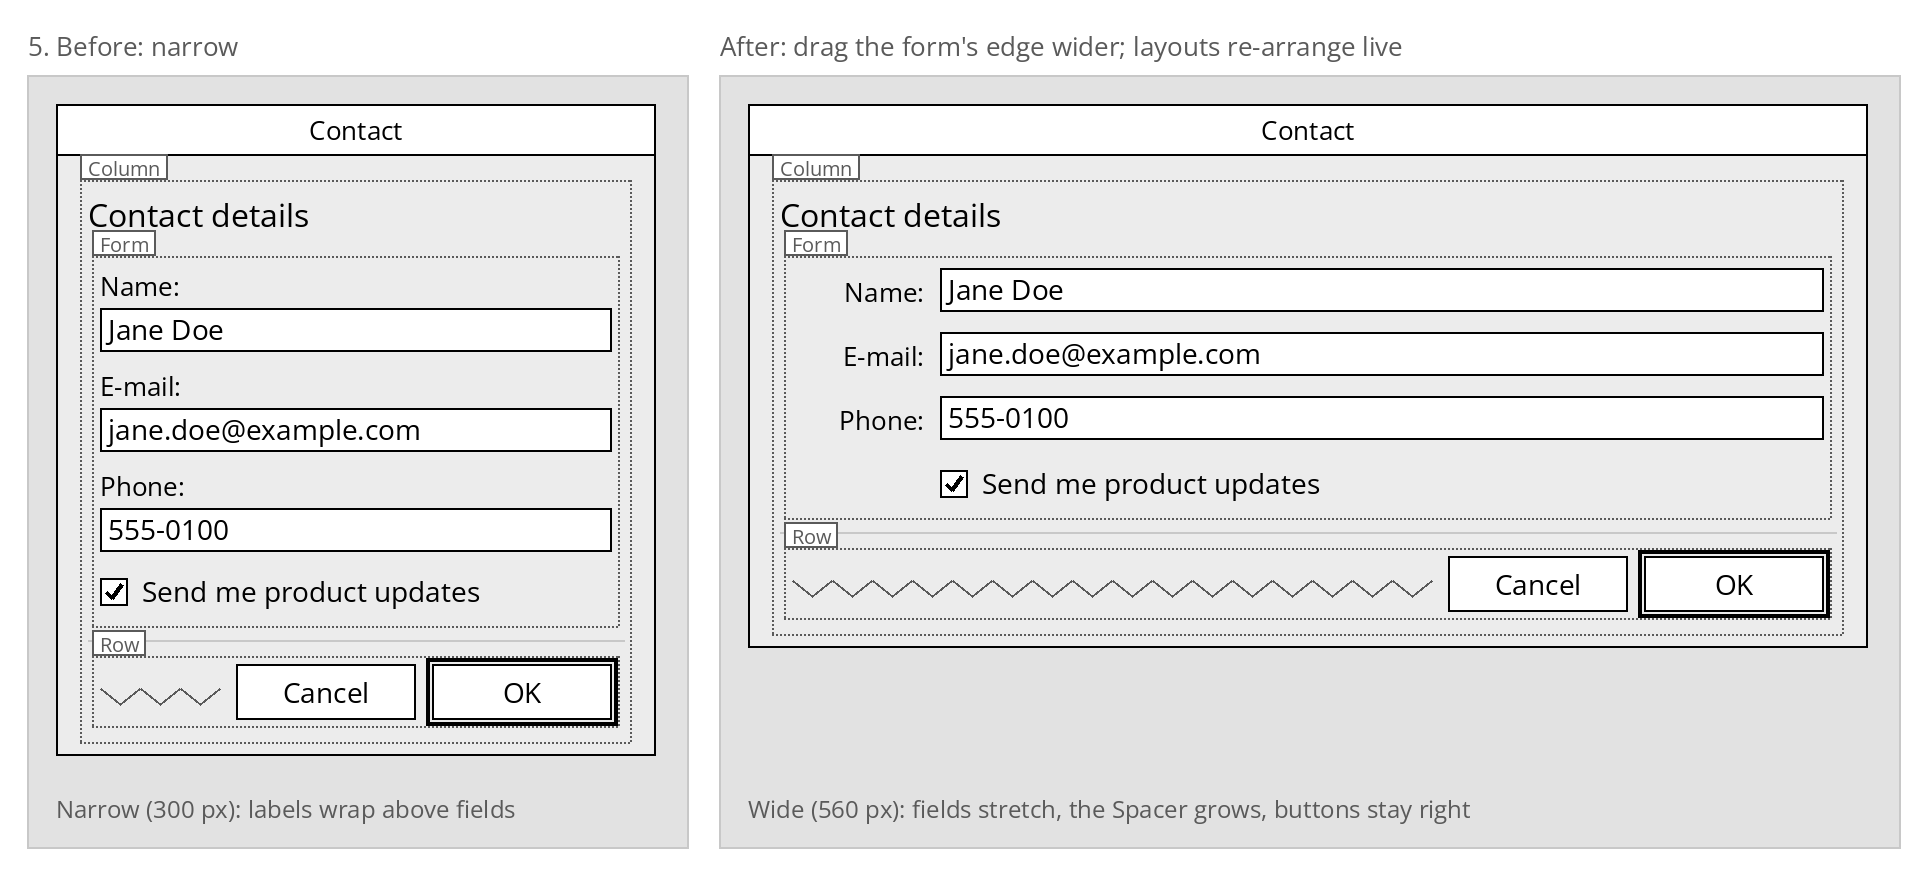 5. Before: narrow
Contact
Column
Contact details
Form
Name:
Jane Doe
E-mail:
jane.doe@example.com
Phone:
555-0100
Send me product updates
Row
Cancel
OK
Narrow (300 px): labels wrap above fields
After: drag the form's edge wider; layouts re-arrange live
Contact
Column
Contact details
Form
Name: Jane Doe
E-mail: jane.doe@example.com
Phone: 555-0100
Send me product updates
Row
Cancel
OK
Wide (560 px): fields stretch, the Spacer grows, buttons stay right